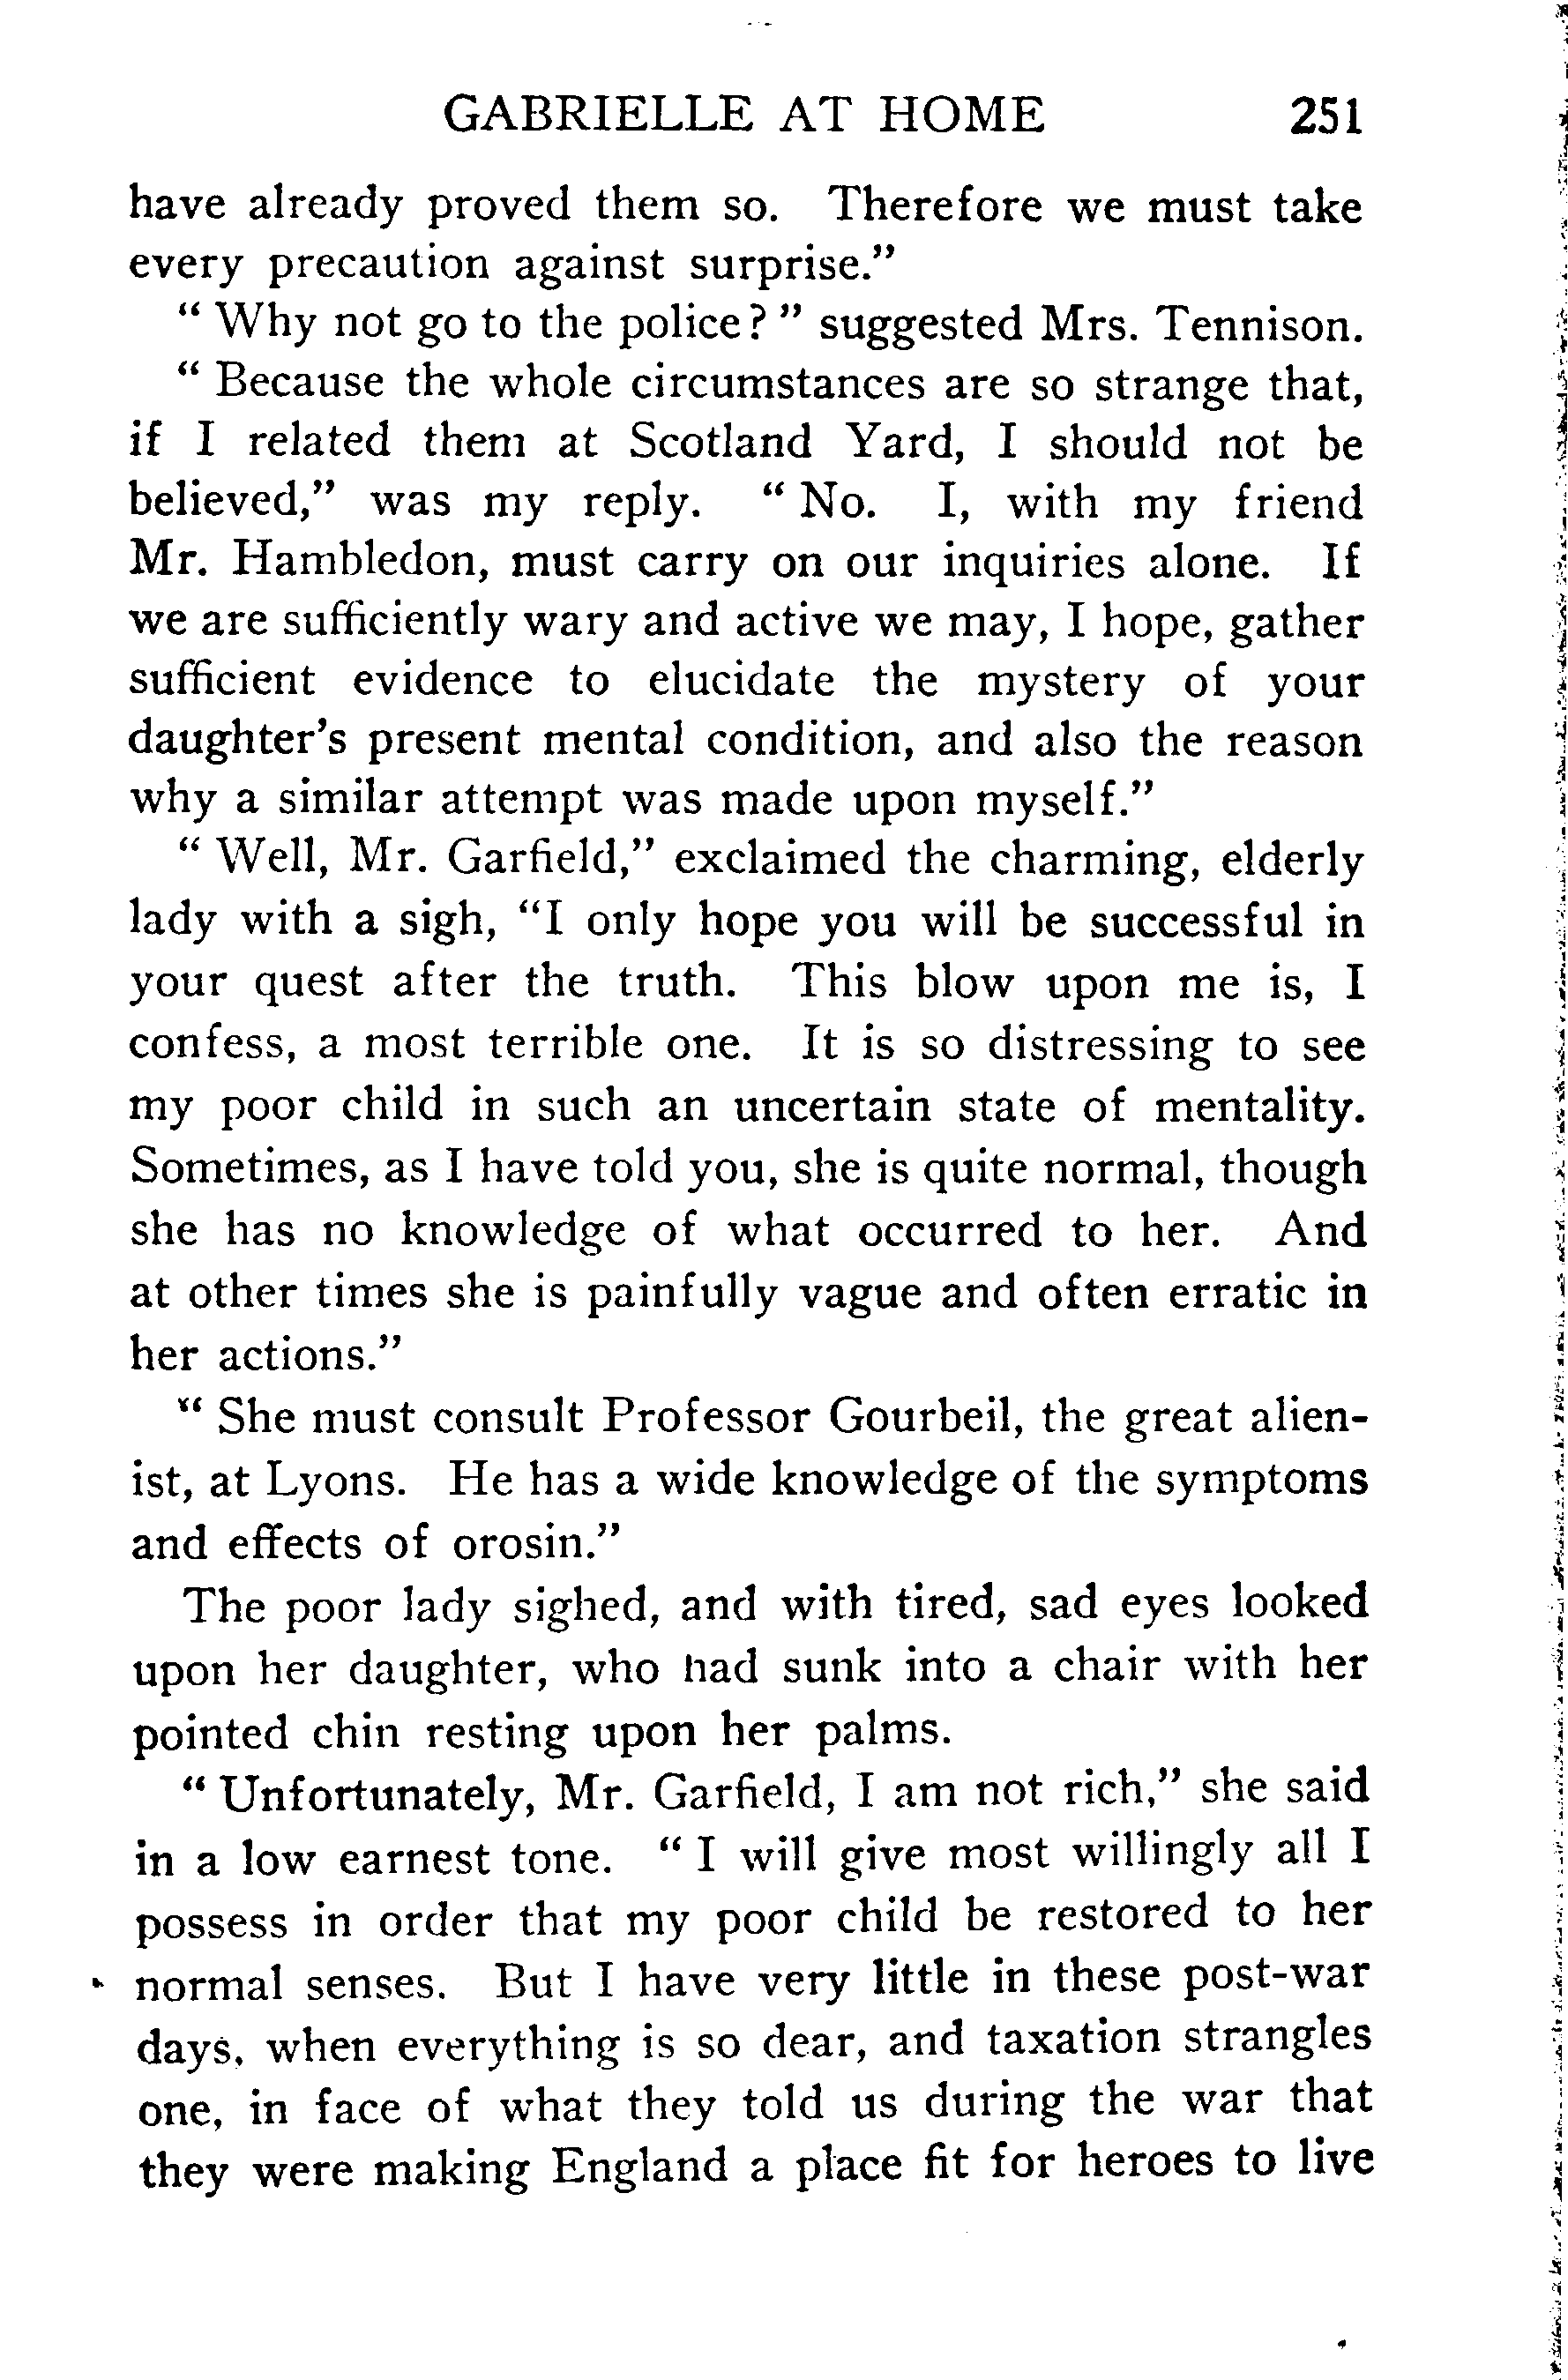 GABRIELLE AT HOME 251
have already proved them so. Therefore we must take
every precaution against surprise."
" Why not go to the police? " suggested Mrs. Tennison.
" Because the whole circumstances are so strange that,
if I related them at Scotland Yard, I should not be
believed," was my reply. " No. I, with my friend
Mr. Hambledon, must carry on our inquiries alone. If
we are sufficiently wary and active we may, I hope, gather
sufficient evidence to elucidate the mystery of your
daughter's present mental condition, and also the reason
why a similar attempt was made upon myself."
" Well, Mr. Garfield," exclaimed the charming, elderly
lady with a sigh, "I only hope you will be successful in
your quest after the truth. This blow upon me is, I
confess, a most terrible one. It is so distressing to see
my poor child in such an uncertain state of mentality.
Sometimes, as I have told you, she is quite normal, though
she has no knowledge of what occurred to her. And
at other times she is painfully vague and often erratic in
her actions."
" She must consult Professor Gourbeil, the great alien-
ist, at Lyons. He has a wide knowledge of the symptoms
and effects of orosin."
The poor lady sighed, and with tired, sad eyes looked
upon her daughter, who had sunk into a chair with her
pointed chin resting upon her palms.
" Unfortunately, Mr. Garfield, I am not rich," she said
in a low earnest tone. " I will give most willingly all I
possess in order that my poor child be restored to her
normal senses. But I have very little in these post-war
days, when everything is so dear, and taxation strangles
one, in face of what they told us during the war that
they were making England a place fit for heroes to live